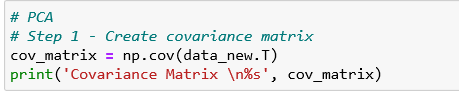 # PCA
# Step 1 - Create covariance matrix
cov_matrix = np.cov(data_new.T)
print('Covariance Matrix \n%s', cov_matrix)